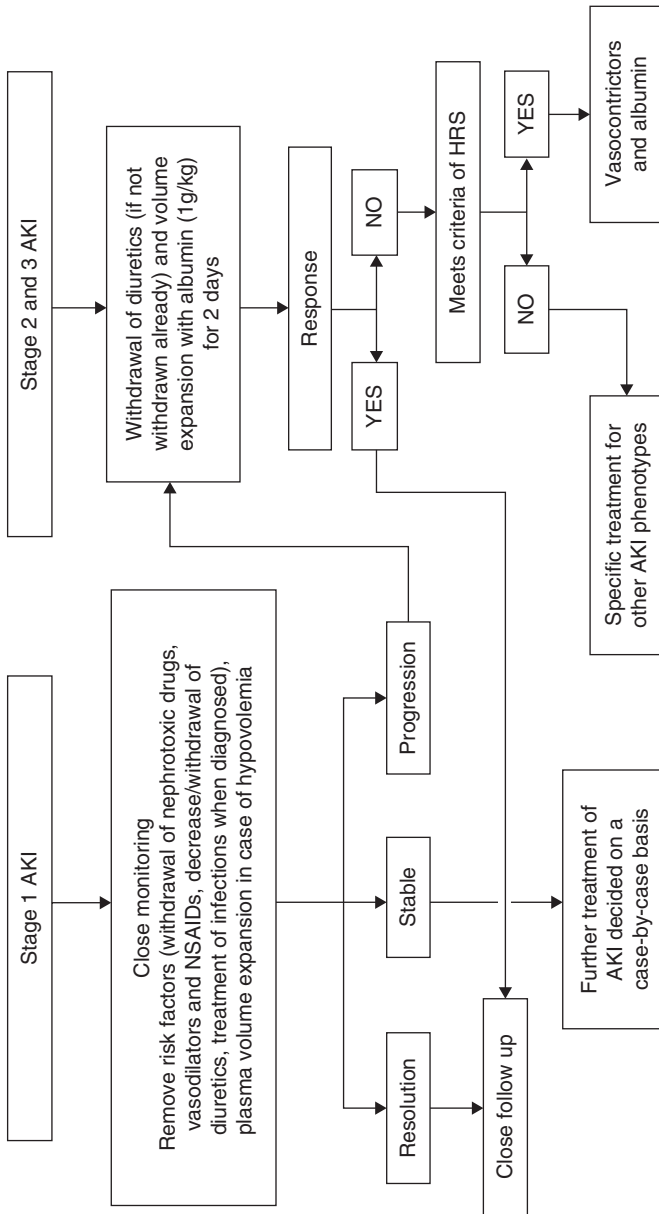 Stage 1 AKI
Close monitoring
Remove risk factors (withdrawal of nephrotoxic drugs,
vasodilators and NSAIDs, decrease/withdrawal of
diuretics, treatment of infections when diagnosed),
plasma volume expansion in case of hypovolemia
Resolution
Stable
Progression
Close follow up
Further treatment of
AKI decided on a
case-by-case basis
Stage 2 and 3 AKI
Withdrawal of diuretics (if not
withdrawn already) and volume
expansion with albumin (1g/kg)
for 2 days
Response
YES
NO
Meets criteria of HRS
NO
YES
Specific treatment for
other AKI phenotypes
Vasocontrictors
and albumin